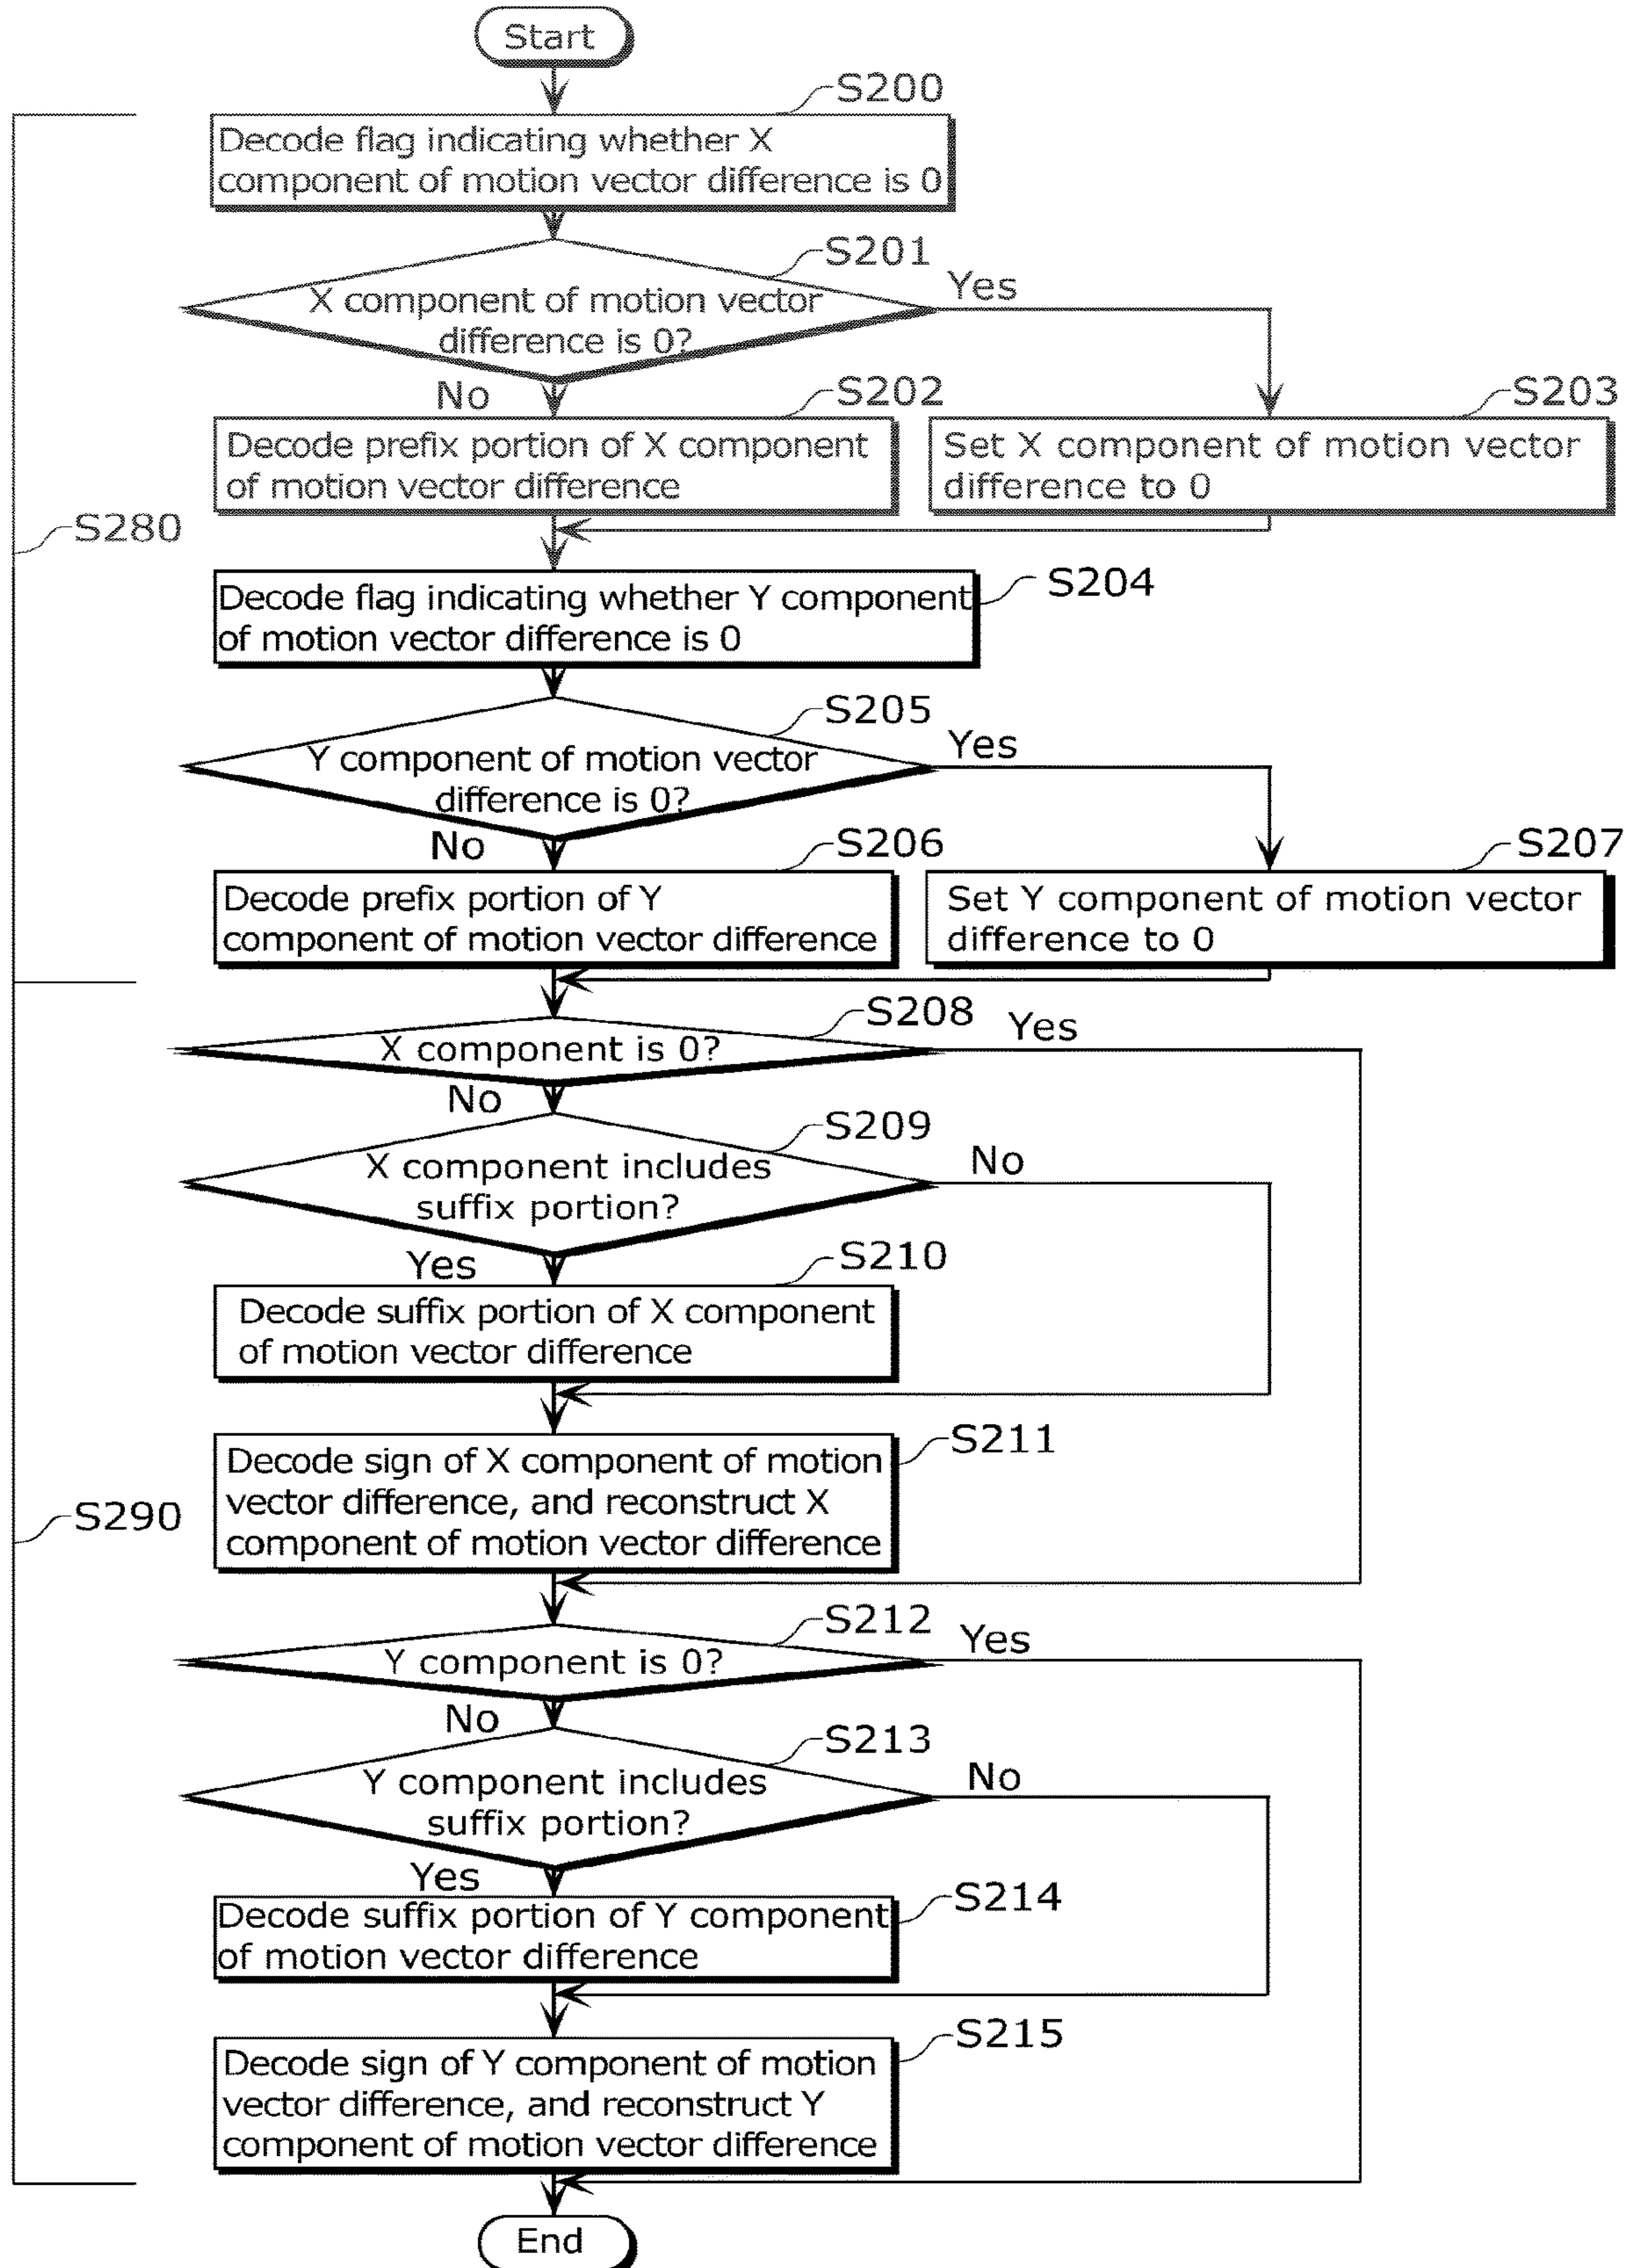 Start
S200
Decode flag indicating whether X
component of motion vector difference is 0
S201
X component of motion vector
difference is 0?
Yes
No
S202
Decode prefix portion of X component
of motion vector difference
S203
Set X component of motion vector
difference to 0
S280
S204
Decode flag indicating whether Y component
of motion vector difference is 0
S205
Y component of motion vector
difference is 0?
Yes
No
S206
Decode prefix portion of Y
component of motion vector difference
S207
Set Y component of motion vector
difference to 0
S208
X component is 0?
Yes
No
S209
X component includes
suffix portion?
No
Yes
S210
Decode suffix portion of X component
of motion vector difference
S211
Decode sign of X component of motion
vector difference, and reconstruct X
component of motion vector difference
S290
S212
Y component is 0?
Yes
No
S213
Y component includes
suffix portion?
No
Yes
S214
Decode suffix portion of Y component
of motion vector difference
S215
Decode sign of Y component of motion
vector difference, and reconstruct Y
component of motion vector difference
End